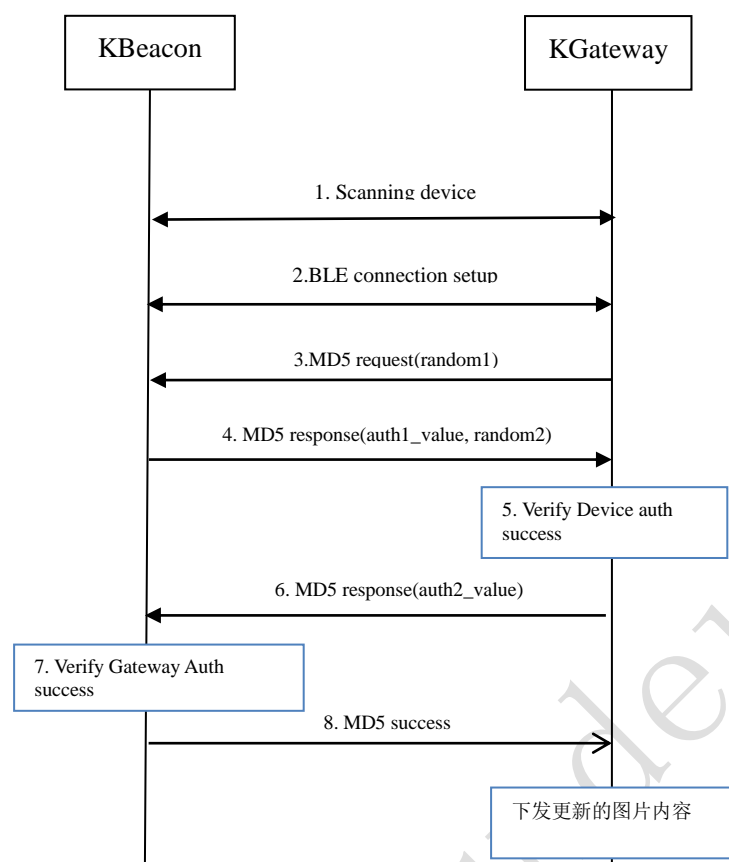 KBeacon
KGateway
1. Scanning device
2.BLE connection setup
3.MD5 request(random1)
4. MD5 response(auth1_value, random2)
5. Verify Device auth
success
6. MD5 response(auth2_value)
7. Verify Gateway Auth
success
8. MD5 success
下发更新的图片内容